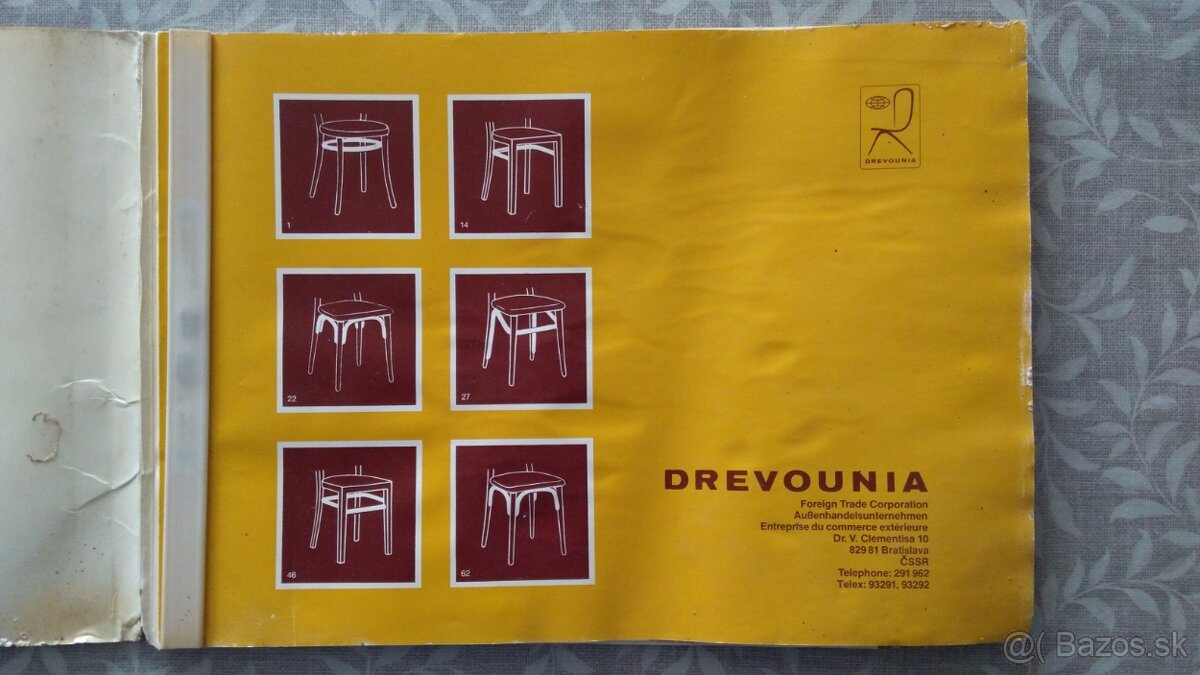 DREVOUNIA
1
14
22
27
46
62
DREVOUNIA
Foreign Trade Corporation
Außenhandelsunternehmen
Entreprise du commerce extérieure
Dr. V. Clementisa 10
829 81 Bratislava
ČSSR
Telephone: 291 962
Telex: 93291, 93292
@( Bazos.sk